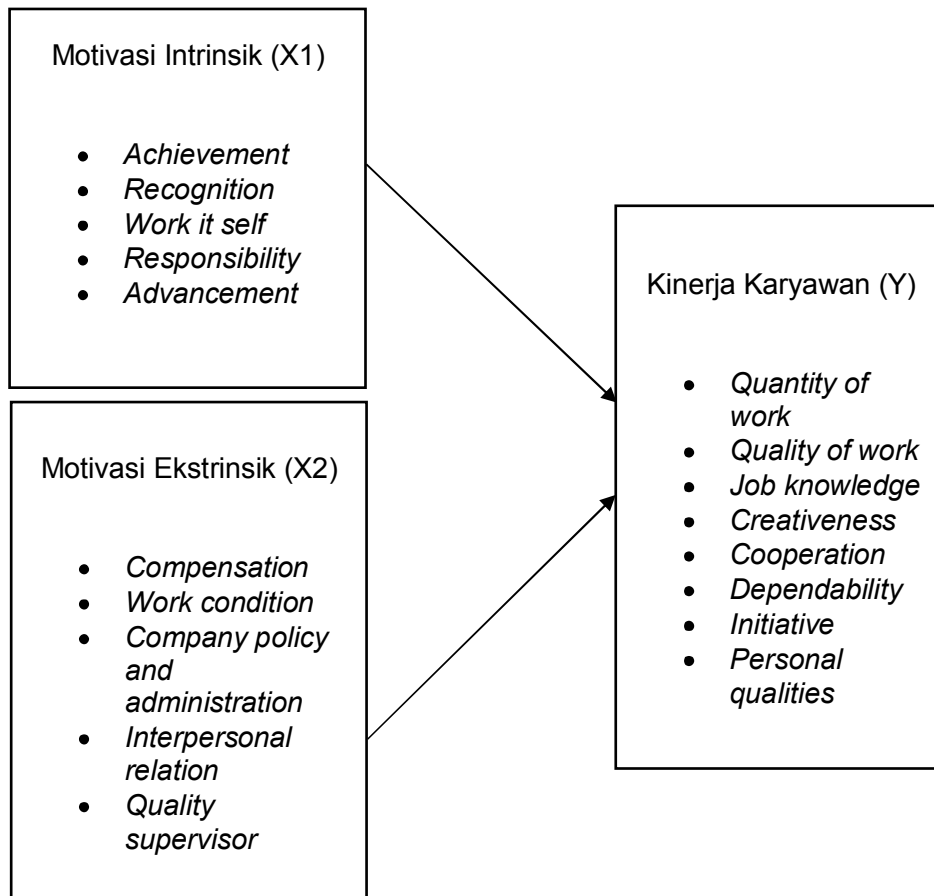 Motivasi Intrinsik (X1)
• Achievement
• Recognition
• Work it self
• Responsibility
• Advancement
Motivasi Ekstrinsik (X2)
• Compensation
• Work condition
• Company policy
and
administration
• Interpersonal
relation
• Quality
supervisor
Kinerja Karyawan (Y)
• Quantity of
work
• Quality of work
• Job knowledge
• Creativeness
• Cooperation
• Dependability
• Initiative
• Personal
qualities